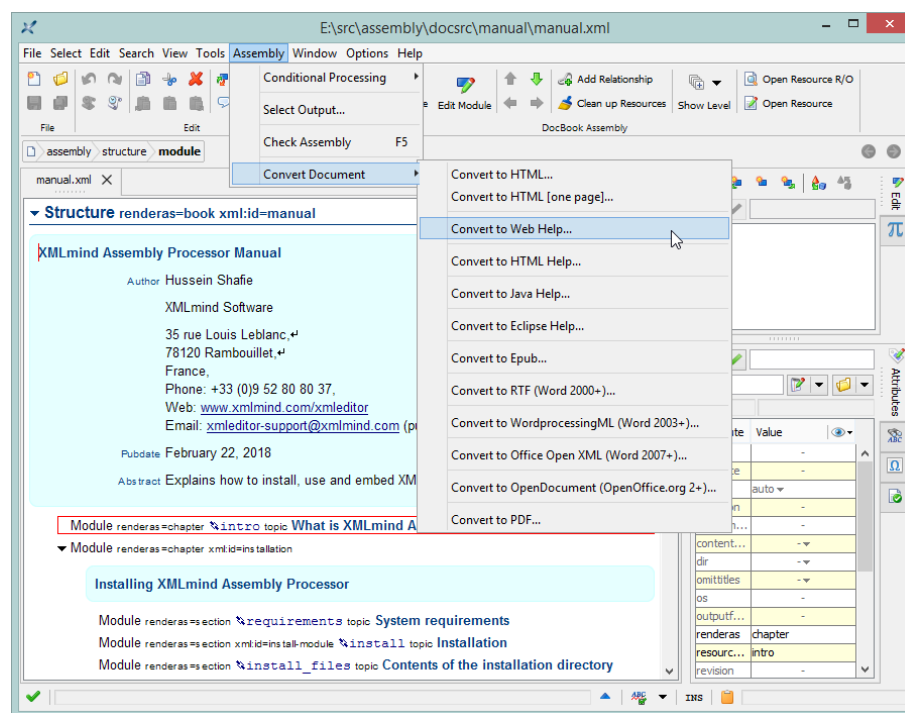 E:\src\assembly\docsrc\manual\manual.xml
File Select Edit Search View Tools Assembly Window Options Help
Conditional Processing
Select Output...
Check Assembly F5
Convert Document
Edit Module
Add Relationship
Clean up Resources
Show Level
Open Resource R/O
Open Resource
File Edit DocBook Assembly
assembly structure module
manual.xml
Convert to HTML...
Convert to HTML [one page]...
Convert to Web Help...
Convert to HTML Help...
Convert to Java Help...
Convert to Eclipse Help...
Convert to Epub...
Convert to RTF (Word 2000+)...
Convert to WordprocessingML (Word 2003+)...
Convert to Office Open XML (Word 2007+)...
Convert to OpenDocument (OpenOffice.org 2+)...
Convert to PDF...
Structure renderas=book xml:id=manual
XMLmind Assembly Processor Manual
Author Hussein Shafie
XMLmind Software
35 rue Louis Leblanc,
78120 Rambouillet,
France,
Phone: +33 (0)9 52 80 80 37,
Web: www.xmlmind.com/xmleditor
Email: xmleditor-support@xmlmind.com
Pubdate February 22, 2018
Abstract Explains how to install, use and embed
Module renderas=chapter intro topic What is XMLmind
Module renderas=chapter xml:id=installation
Installing XMLmind Assembly Processor
Module renderas=section requirements topic System requirements
Module renderas=section xml:id=install-module install topic Installation
Module renderas=section install_files topic Contents of the installation directory
Edit
Attributes
Value
auto
content...
dir
omittitles
os
outputf...
renderas chapter
resourc... intro
revision
INS